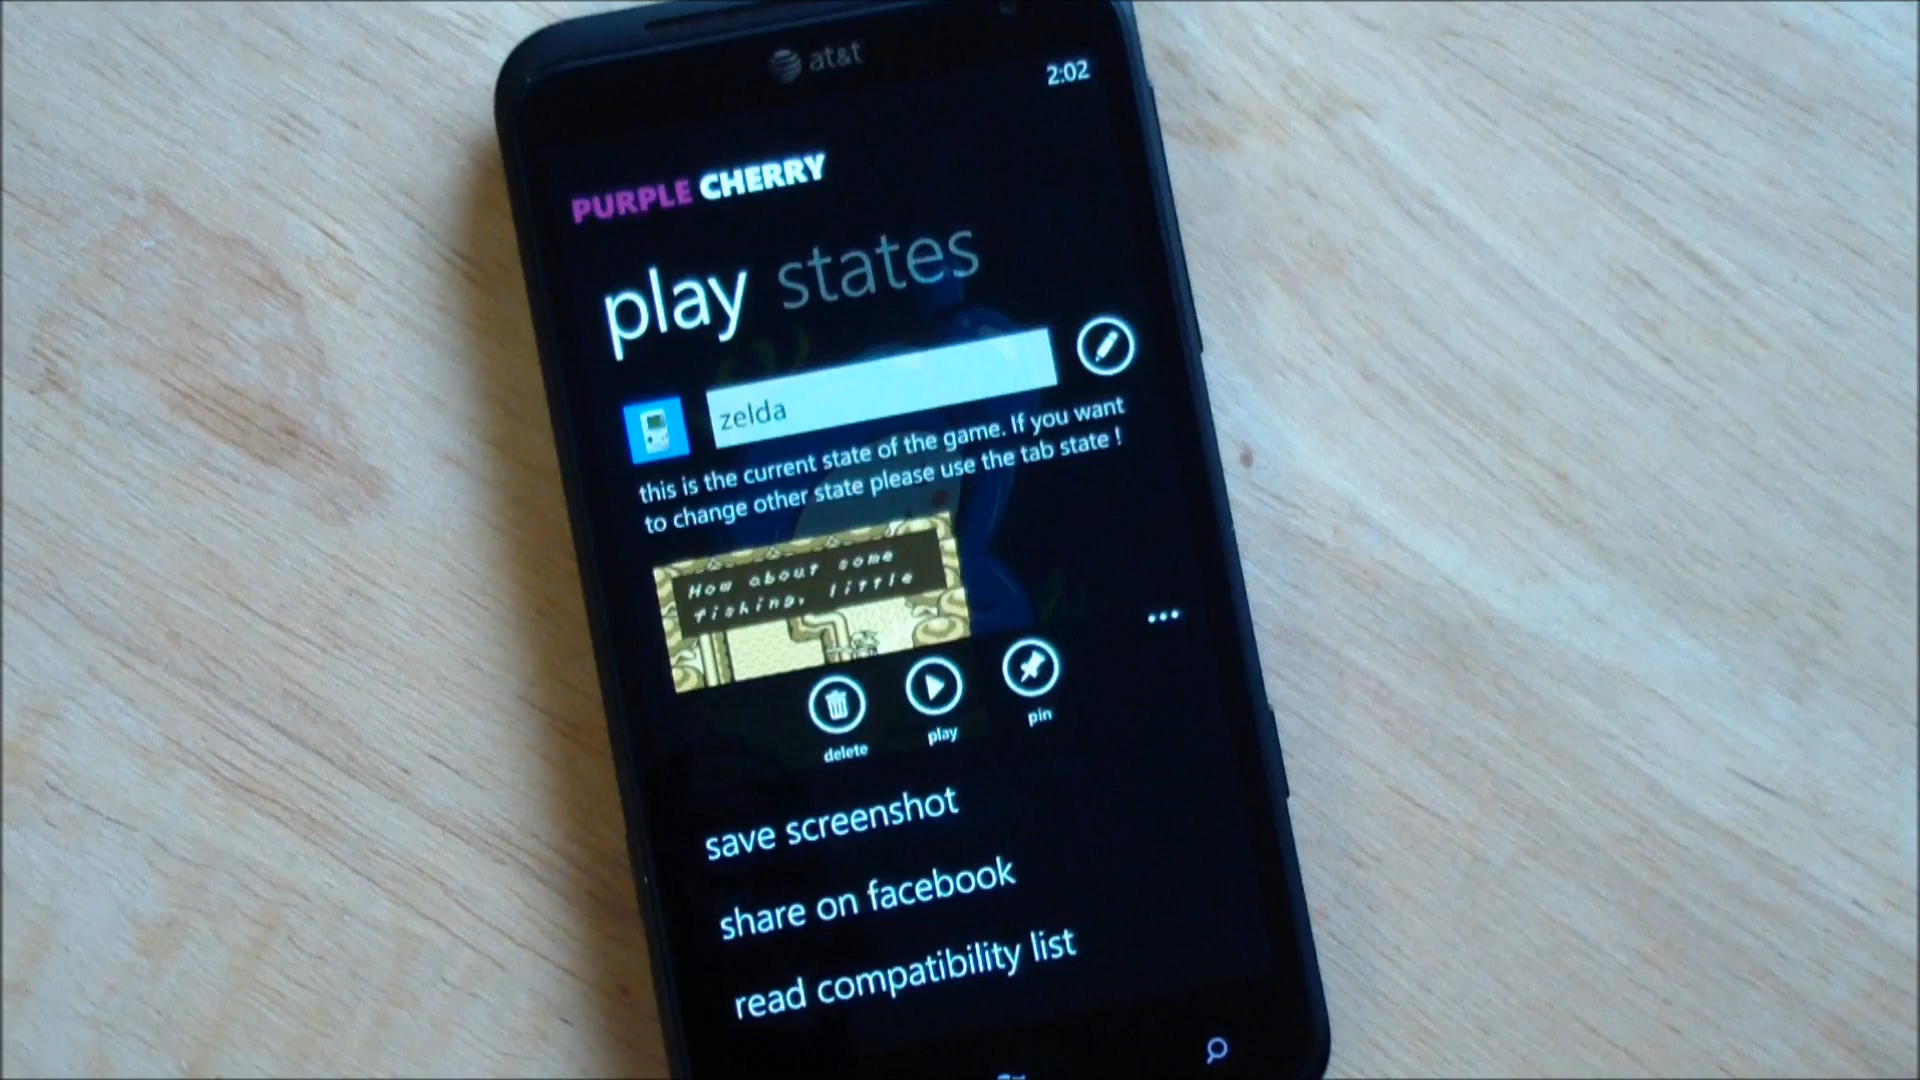 at&t
2:02
PURPLE CHERRY
play states
zelda
this is the current state of the game. If you want
to change other state please use the tab state !
How about some
fishing, little
delete play pin
save screenshot
share on facebook
read compatibility list